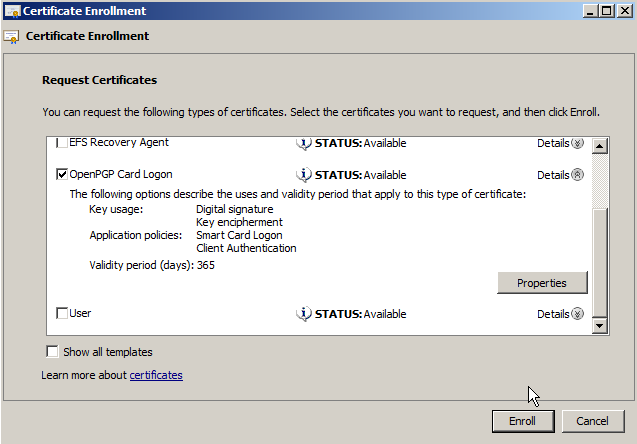 Certificate Enrollment
Certificate Enrollment
Request Certificates
You can request the following types of certificates. Select the certificates you want to request, and then click Enroll.
EFS Recovery Agent STATUS: Available Details
OpenPGP Card Logon STATUS: Available Details
The following options describe the uses and validity period that apply to this type of certificate:
Key usage: Digital signature
Key encipherment
Application policies: Smart Card Logon
Client Authentication
Validity period (days): 365
Properties
User STATUS: Available Details
Show all templates
Learn more about certificates
Enroll Cancel